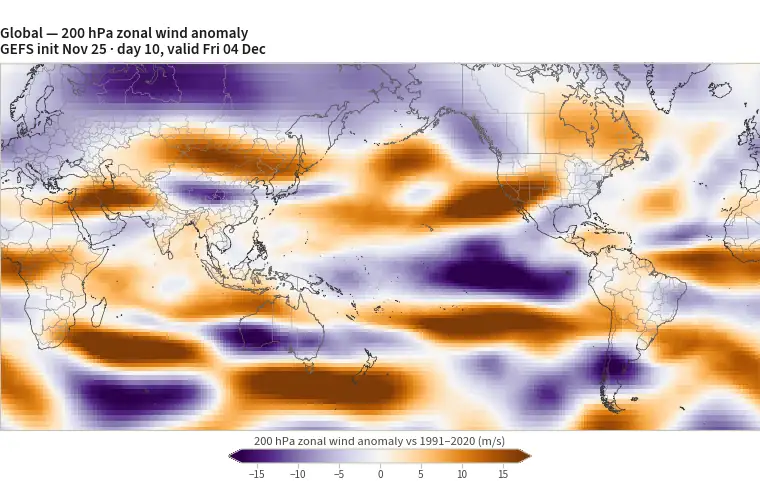 Global — 200 hPa zonal wind anomaly
GEFS init Nov 25 · day 10, valid Fri 04 Dec
200 hPa zonal wind anomaly vs 1991–2020 (m/s)
−15 −10 −5 0 5 10 15